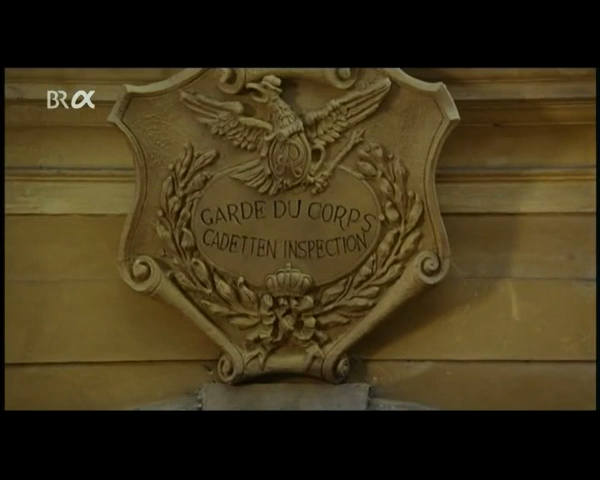 BRα
GARDE DU CORPS
CADETTEN INSPECTION